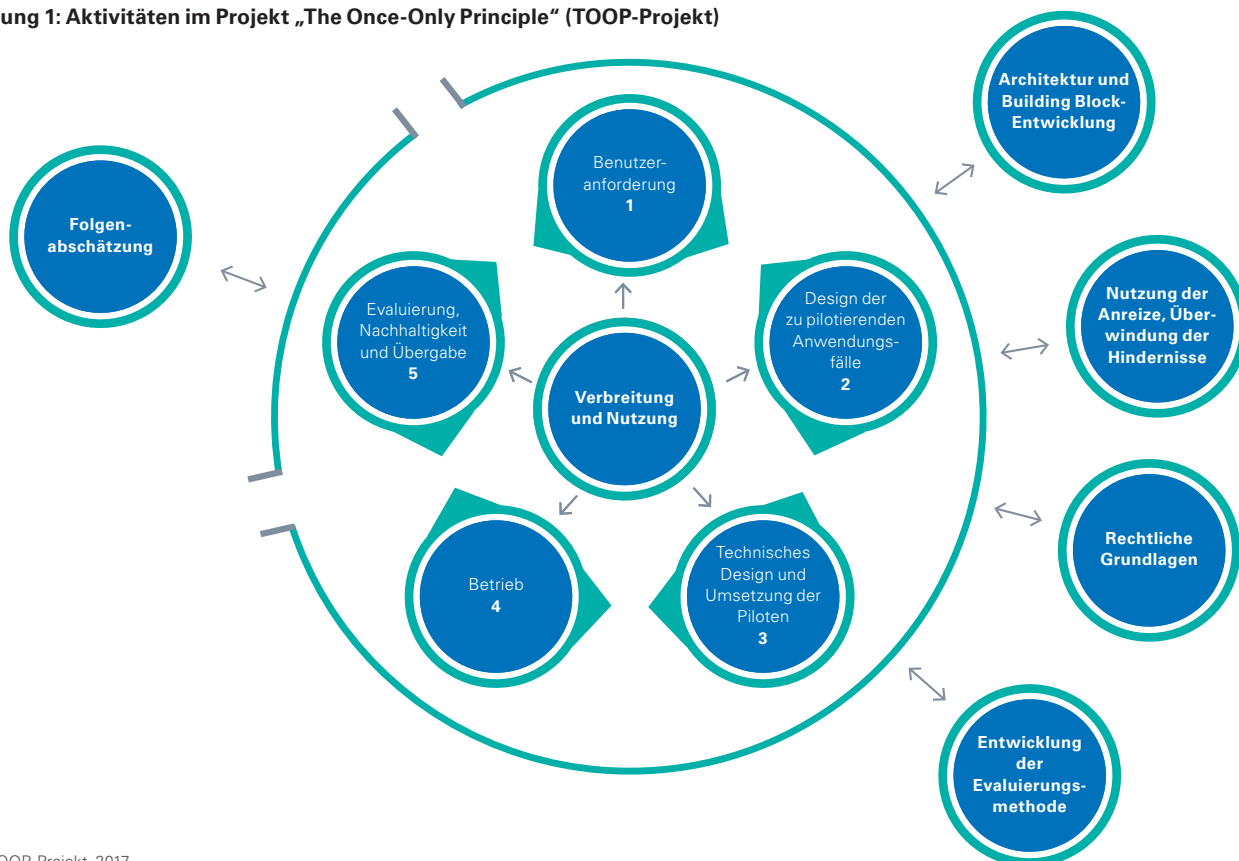 ung 1: Aktivitäten im Projekt „The Once-Only Principle“ (TOOP-Projekt)
Architektur und
Building Block-
Entwicklung
Benutzer-
anforderung
1
Folgen-
abschätzung
Evaluierung,
Nachhaltigkeit
und Übergabe
5
Design der
zu pilotierenden
Anwendungs-
fälle
2
Nutzung der
Anreize, Über-
windung der
Hindernisse
Verbreitung
und Nutzung
Rechtliche
Grundlagen
Betrieb
4
Technisches
Design und
Umsetzung der
Piloten
3
Entwicklung
der
Evaluierungs-
methode